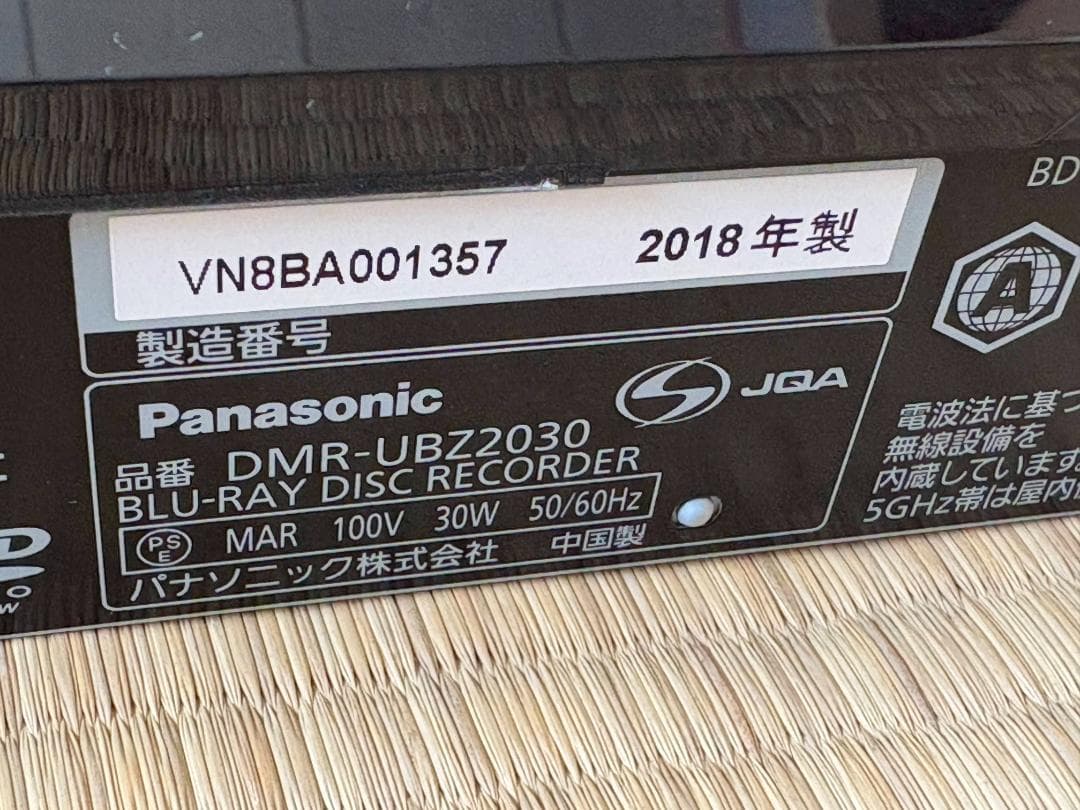 VN8BA001357 2018年製
製造番号
Panasonic
JQA
品番 DMR-UBZ2030
BLU-RAY DISC RECORDER
PSE MAR 100V 30W 50/60Hz
パナソニック株式会社 中国製
BD
A
電波法に基づ
無線設備を
内蔵しています
5GHz帯は屋内